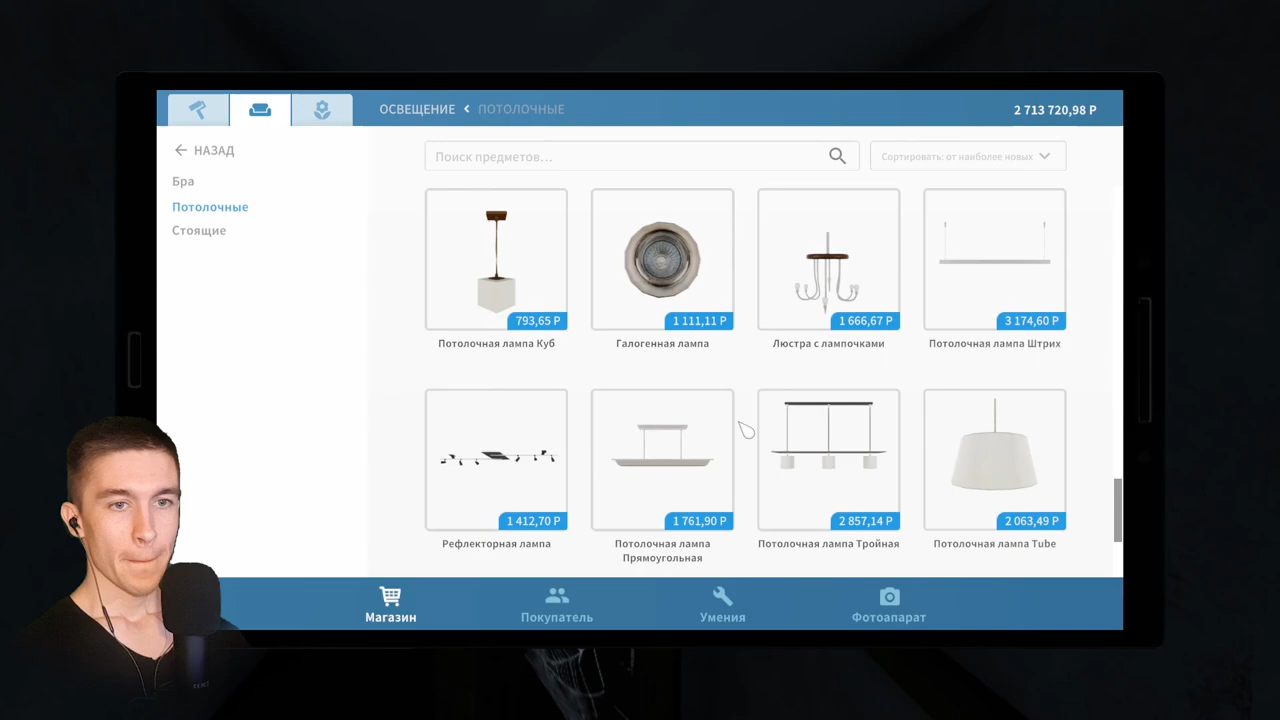 ОСВЕЩЕНИЕ < ПОТОЛОЧНЫЕ
2 713 720,98 Р
НАЗАД
Поиск предметов...
Сортировать: от наиболее новых
Бра
Потолочные
Стоящие
793,65 Р
1 111,11 Р
1 666,67 Р
3 174,60 Р
Потолочная лампа Куб
Галогенная лампа
Люстра с лампочками
Потолочная лампа Штрих
1 412,70 Р
1 761,90 Р
2 857,14 Р
2 063,49 Р
Рефлекторная лампа
Потолочная лампа
Прямоугольная
Потолочная лампа Тройная
Потолочная лампа Tube
Магазин
Покупатель
Умения
Фотоапарат